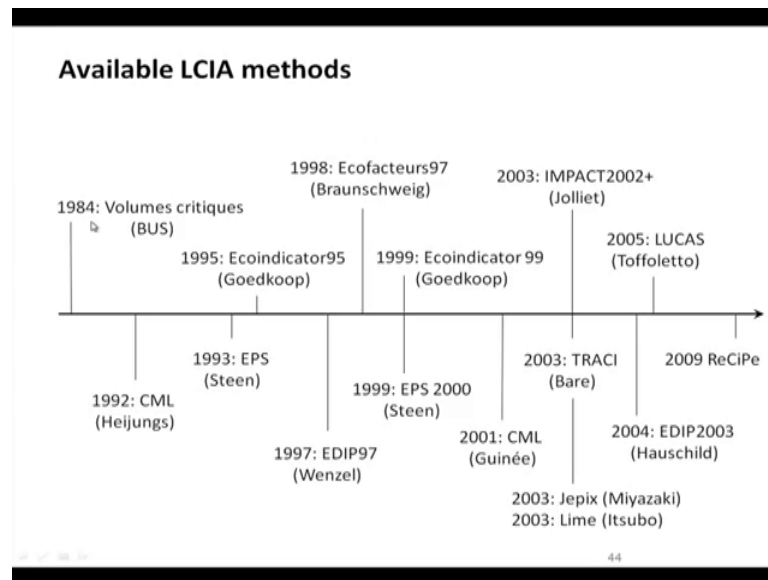 Available LCIA methods
1998: Ecofacteurs97
(Braunschweig)
2003: IMPACT2002+
(Jolliet)
1984: Volumes critiques
(BUS)
2005: LUCAS
(Toffoletto)
1995: Ecoindicator95
(Goedkoop)
1999: Ecoindicator 99
(Goedkoop)
1993: EPS
(Steen)
2003: TRACI
(Bare)
2009 ReCiPe
1992: CML
(Heijungs)
1999: EPS 2000
(Steen)
2001: CML
(Guinée)
2004: EDIP2003
(Hauschild)
1997: EDIP97
(Wenzel)
2003: Jepix (Miyazaki)
2003: Lime (Itsubo)
44